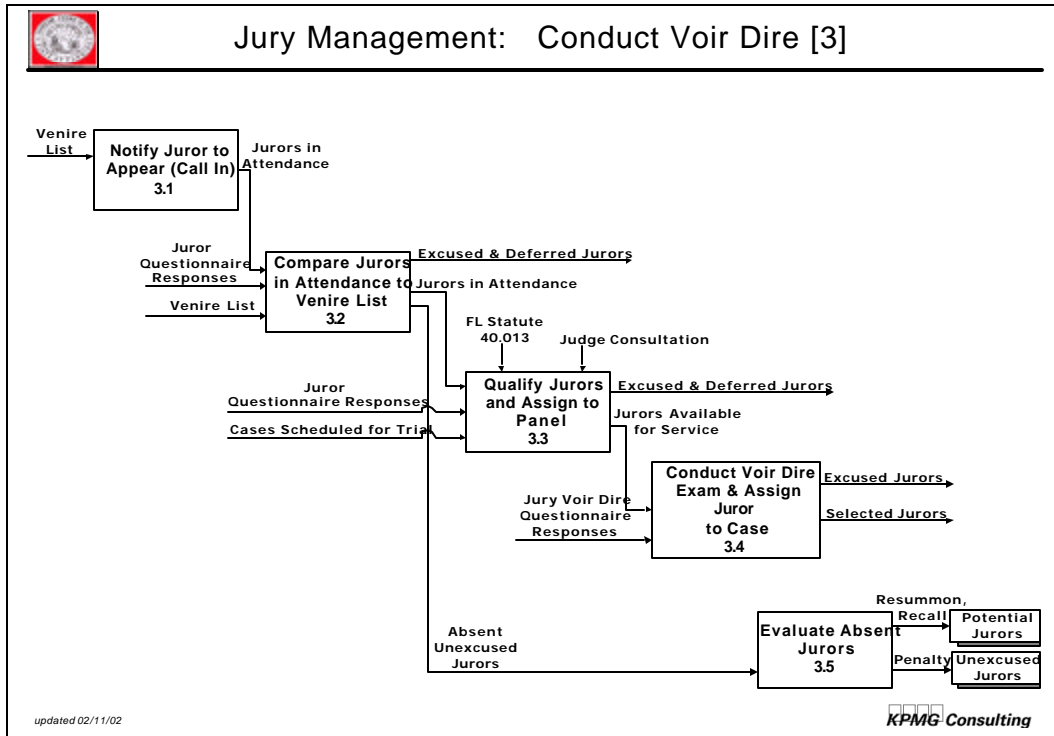 Jury Management: Conduct Voir Dire [3]
Venire
List
Notify Juror to
Appear (Call In)
3.1
Jurors in
Attendance
Juror
Questionnaire
Responses
Venire List
Compare Jurors
in Attendance to
Venire List
3.2
Excused & Deferred Jurors
Jurors in Attendance
FL Statute
40.013
Judge Consultation
Juror
Questionnaire Responses
Cases Scheduled for Trial
Qualify Jurors
and Assign to
Panel
3.3
Excused & Deferred Jurors
Jurors Available
for Service
Jury Voir Dire
Questionnaire
Responses
Conduct Voir Dire
Exam & Assign
Juror
to Case
3.4
Excused Jurors
Selected Jurors
Absent
Unexcused
Jurors
Evaluate Absent
Jurors
3.5
Resummon,
Recall
Potential
Jurors
Penalty
Unexcused
Jurors
updated 02/11/02
KPMG Consulting